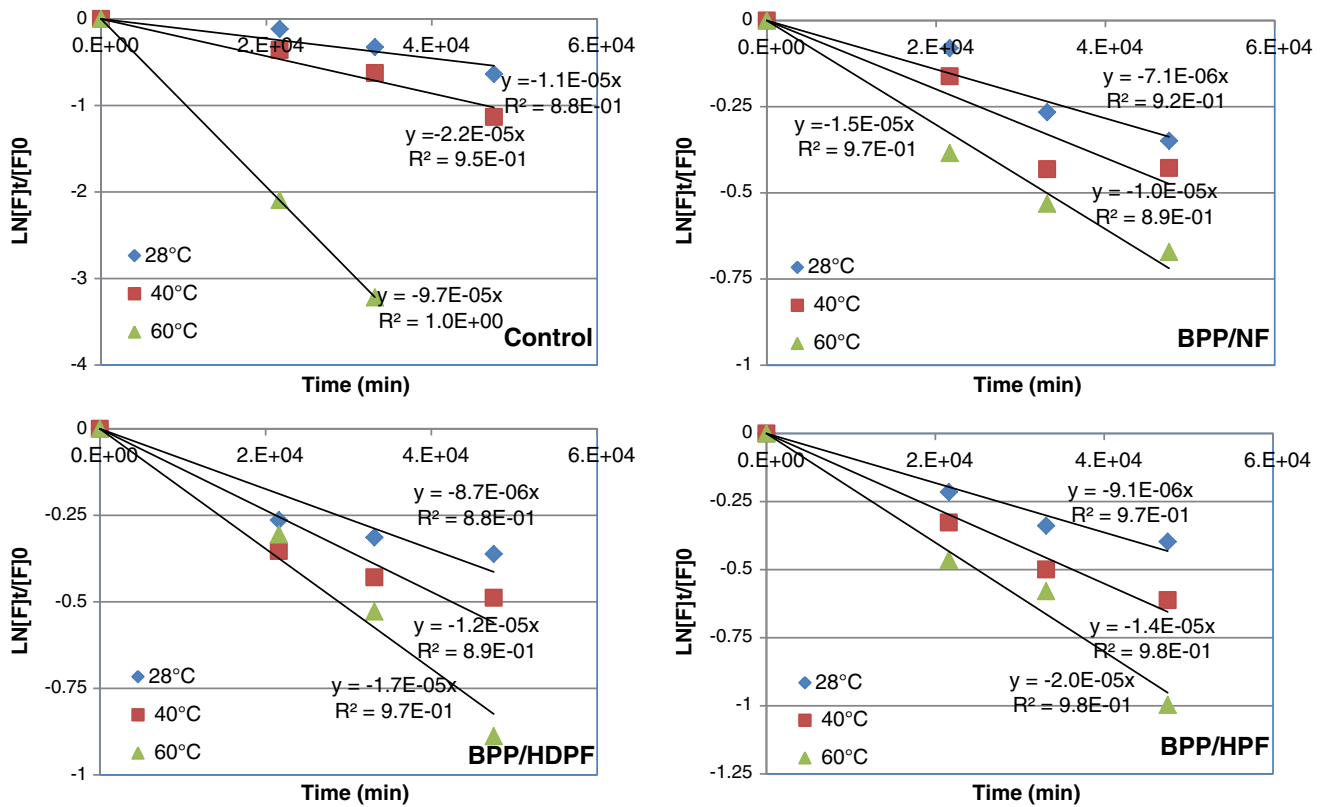 0
0.E+00 2.E+04 4.E+04 6.E+04
y =-1.1E-05x
R² = 8.8E-01
-1
y =-2.2E-05x
R² = 9.5E-01
LN[F]t/[F]0
-2
28°C
-3
40°C
y = -9.7E-05x
R² = 1.0E+00
60°C
Control
-4
Time (min)
0
0.E+00 2.E+04 4.E+04 6.E+04
y = -7.1E-06x
R² = 9.2E-01
-0.25
y =-1.5E-05x
R² = 9.7E-01
LN[F]t/[F]0
-0.5
y = -1.0E-05x
R² = 8.9E-01
28°C
-0.75
40°C
60°C
BPP/NF
-1
Time (min)
0
0.E+00 2.E+04 4.E+04 6.E+04
y = -8.7E-06x
R² = 8.8E-01
-0.25
LN[F]t/[F]0
-0.5
y = -1.2E-05x
R² = 8.9E-01
28°C
y = -1.7E-05x
R² = 9.7E-01
-0.75
40°C
60°C
BPP/HDPF
-1
Time (min)
0
0.E+00 2.E+04 4.E+04 6.E+04
y = -9.1E-06x
R² = 9.7E-01
-0.25
LN[F]t/[F]0
-0.5
y = -1.4E-05x
R² = 9.8E-01
-0.75
28°C
y = -2.0E-05x
R² = 9.8E-01
-1
40°C
60°C
BPP/HPF
-1.25
Time (min)